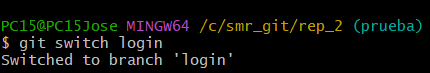 PC15@PC15Jose MINGW64 /c/smr_git/rep_2 (prueba)
$ git switch login
Switched to branch 'login'